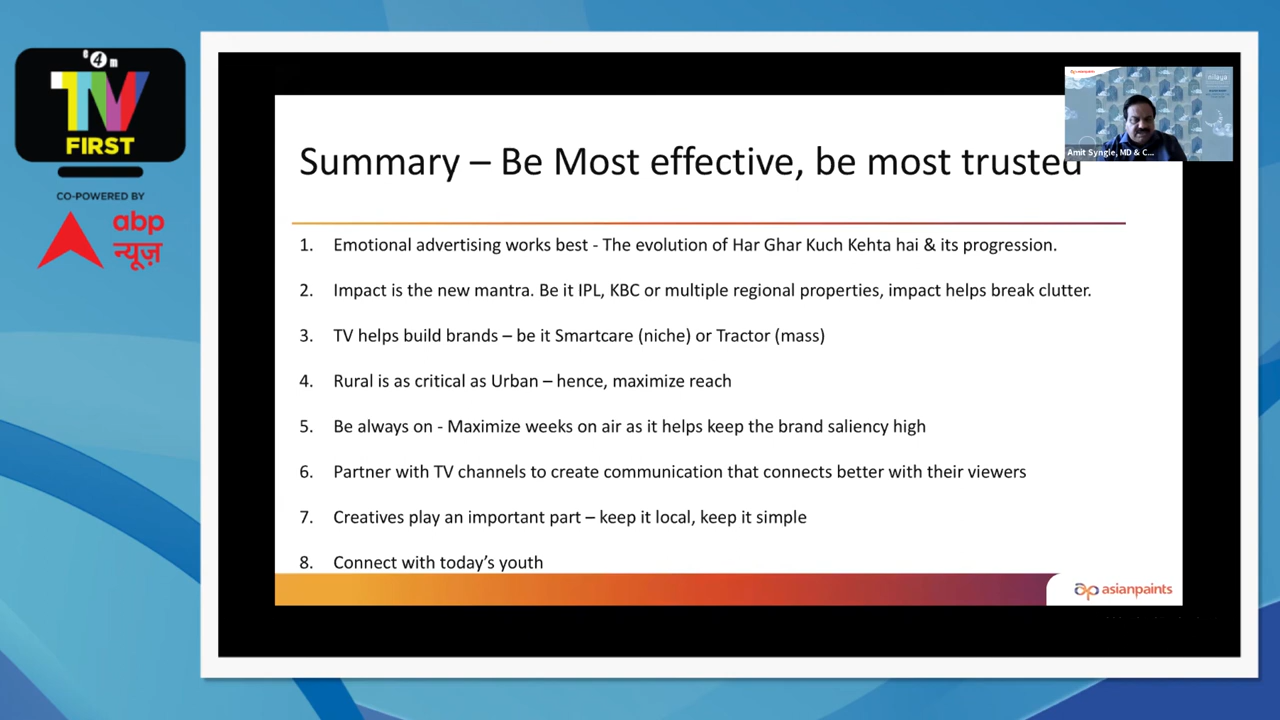 e4m
TV
FIRST
CO-POWERED BY
abp
न्यूज़
asianpaints
nilaya
Amit Syngle, MD & C...
Summary – Be Most effective, be most trusted
1. Emotional advertising works best - The evolution of Har Ghar Kuch Kehta hai & its progression.
2. Impact is the new mantra. Be it IPL, KBC or multiple regional properties, impact helps break clutter.
3. TV helps build brands – be it Smartcare (niche) or Tractor (mass)
4. Rural is as critical as Urban – hence, maximize reach
5. Be always on - Maximize weeks on air as it helps keep the brand saliency high
6. Partner with TV channels to create communication that connects better with their viewers
7. Creatives play an important part – keep it local, keep it simple
8. Connect with today’s youth
asianpaints